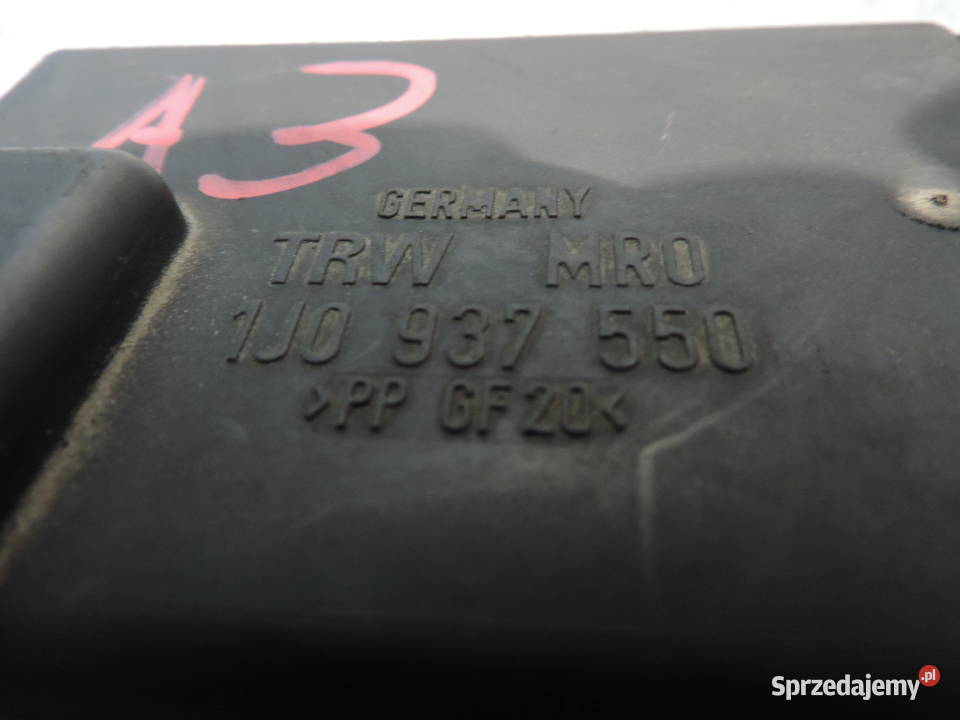 A3
GERMANY
TRW MRO
1J0 937 550
>PP GF20<
Sprzedajemy.pl